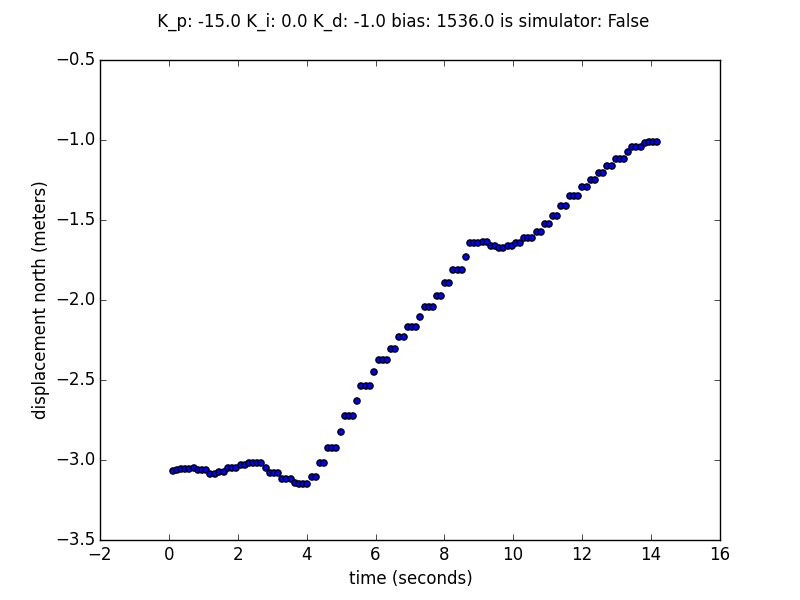 K_p: -15.0 K_i: 0.0 K_d: -1.0 bias: 1536.0 is simulator: False
−0.5
−1.0
−1.5
−2.0
−2.5
−3.0
−3.5
displacement north (meters)
−2 0 2 4 6 8 10 12 14 16
time (seconds)